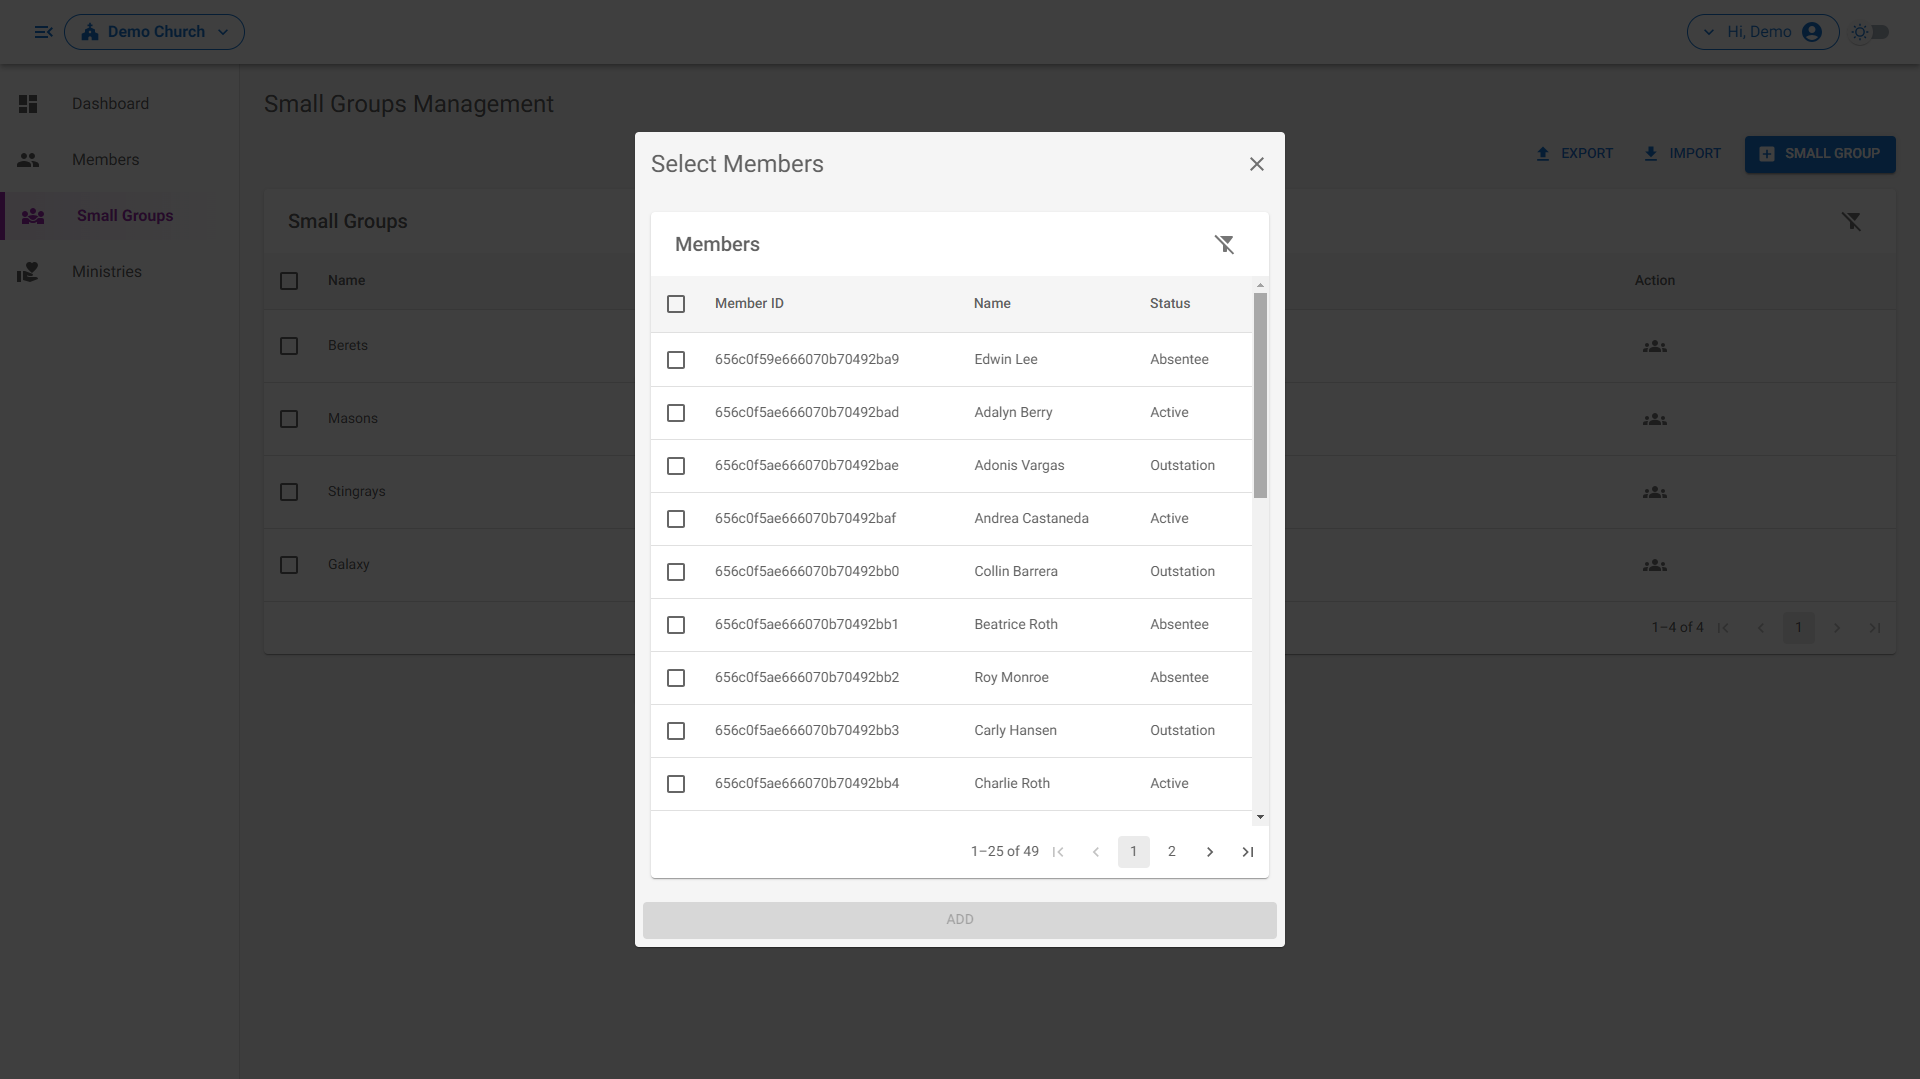 Demo Church
Hi, Demo
Dashboard
Members
Small Groups
Ministries
Small Groups Management
EXPORT
IMPORT
SMALL GROUP
Small Groups
Name
Action
Berets
Masons
Stingrays
Galaxy
1–4 of 4
1
Select Members
Members
Member ID Name Status
656c0f59e666070b70492ba9 Edwin Lee Absentee
656c0f5ae666070b70492bad Adalyn Berry Active
656c0f5ae666070b70492bae Adonis Vargas Outstation
656c0f5ae666070b70492baf Andrea Castaneda Active
656c0f5ae666070b70492bb0 Collin Barrera Outstation
656c0f5ae666070b70492bb1 Beatrice Roth Absentee
656c0f5ae666070b70492bb2 Roy Monroe Absentee
656c0f5ae666070b70492bb3 Carly Hansen Outstation
656c0f5ae666070b70492bb4 Charlie Roth Active
1–25 of 49 1 2
ADD